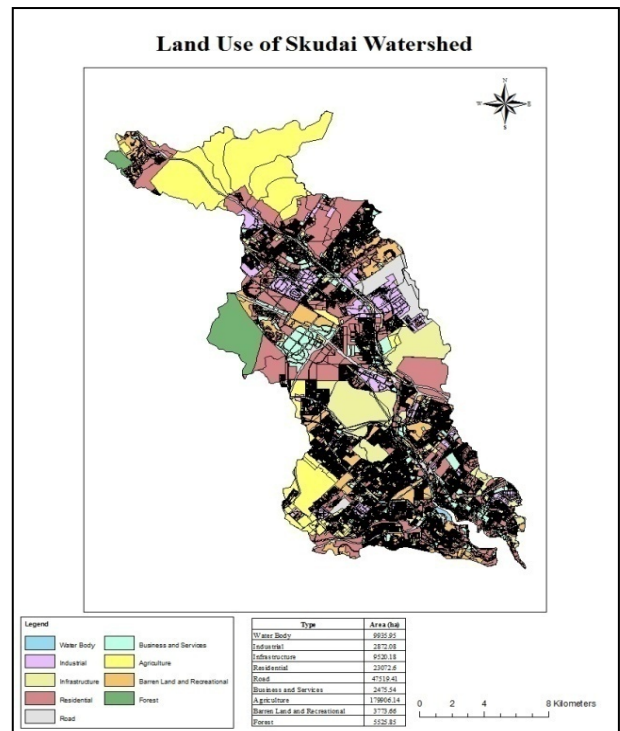 Land Use of Skudai Watershed
N
W E
S
Legend
Water Body
Industrial
Infrastructure
Residential
Road
Business and Services
Agriculture
Barren Land and Recreational
Forest
Type Area (ha)
Water Body 9935.95
Industrial 2872.08
Infrastructure 9520.18
Residential 23072.6
Road 47519.41
Business and Services 2475.54
Agriculture 179906.14
Barren Land and Recreational 3773.66
Forest 5525.85
0 2 4 8 Kilometers